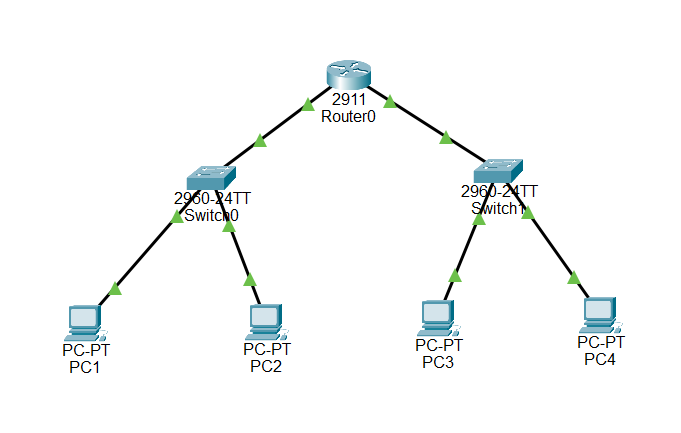 2911
Router0
2960-24TT
Switch0
2960-24TT
Switch1
PC-PT
PC1
PC-PT
PC2
PC-PT
PC3
PC-PT
PC4